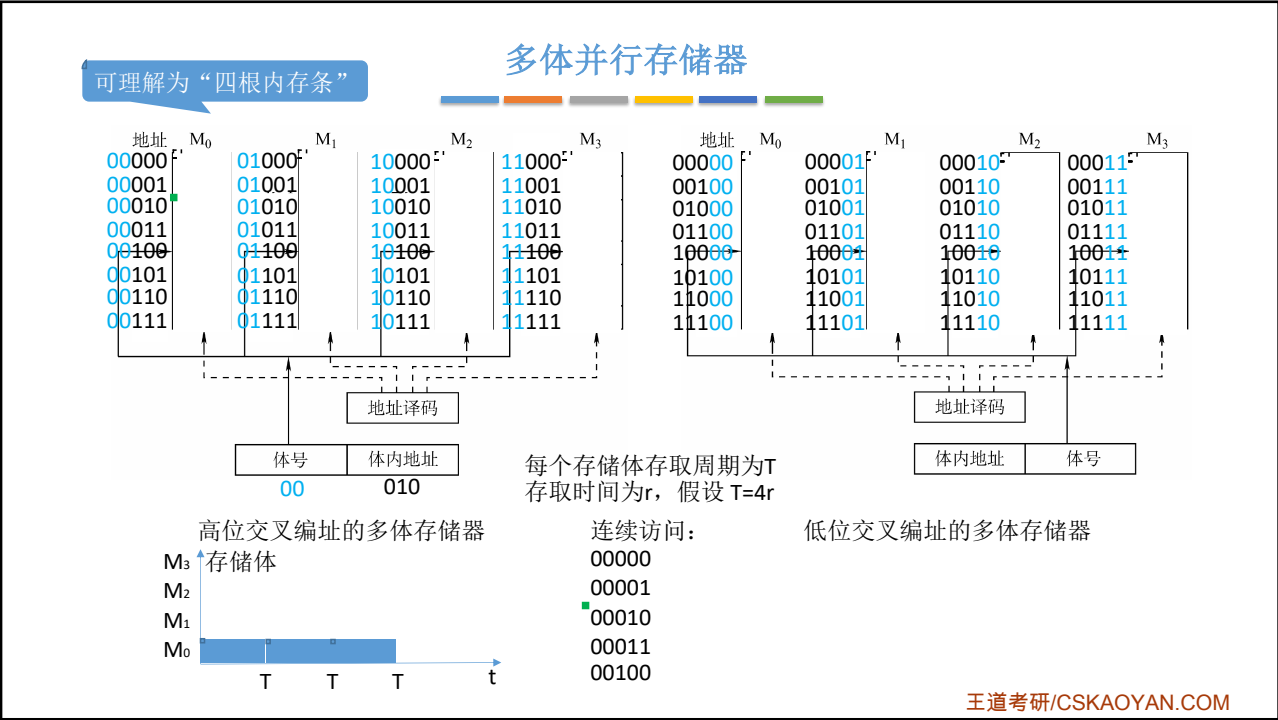 多体并行存储器
可理解为“四根内存条”
地址 M₀ M₁ M₂ M₃
00000 01000 10000 11000
00001 01001 10001 11001
00010 01010 10010 11010
00011 01011 10011 11011
00100 01100 10100 11100
00101 01101 10101 11101
00110 01110 10110 11110
00111 01111 10111 11111
地址译码
体号 体内地址
00 010
高位交叉编址的多体存储器
地址 M₀ M₁ M₂ M₃
00000 00001 00010 00011
00100 00101 00110 00111
01000 01001 01010 01011
01100 01101 01110 01111
10000 10001 10010 10011
10100 10101 10110 10111
11000 11001 11010 11011
11100 11101 11110 11111
地址译码
体内地址 体号
低位交叉编址的多体存储器
每个存储体存取周期为T
存取时间为r，假设 T=4r
连续访问：
00000
00001
00010
00011
00100
M₃ 存储体
M₂
M₁
M₀
T T T t
王道考研/CSKAOYAN.COM